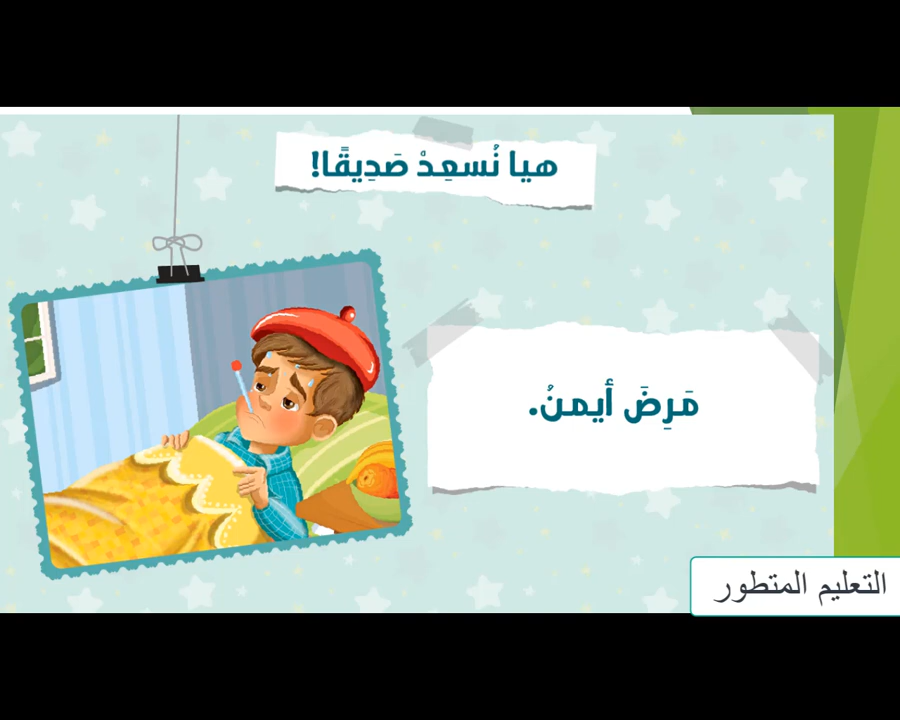 هيا نُسعِدْ صَدِيقًا!
مَرِضَ أيمنُ.
التعليم المتطور